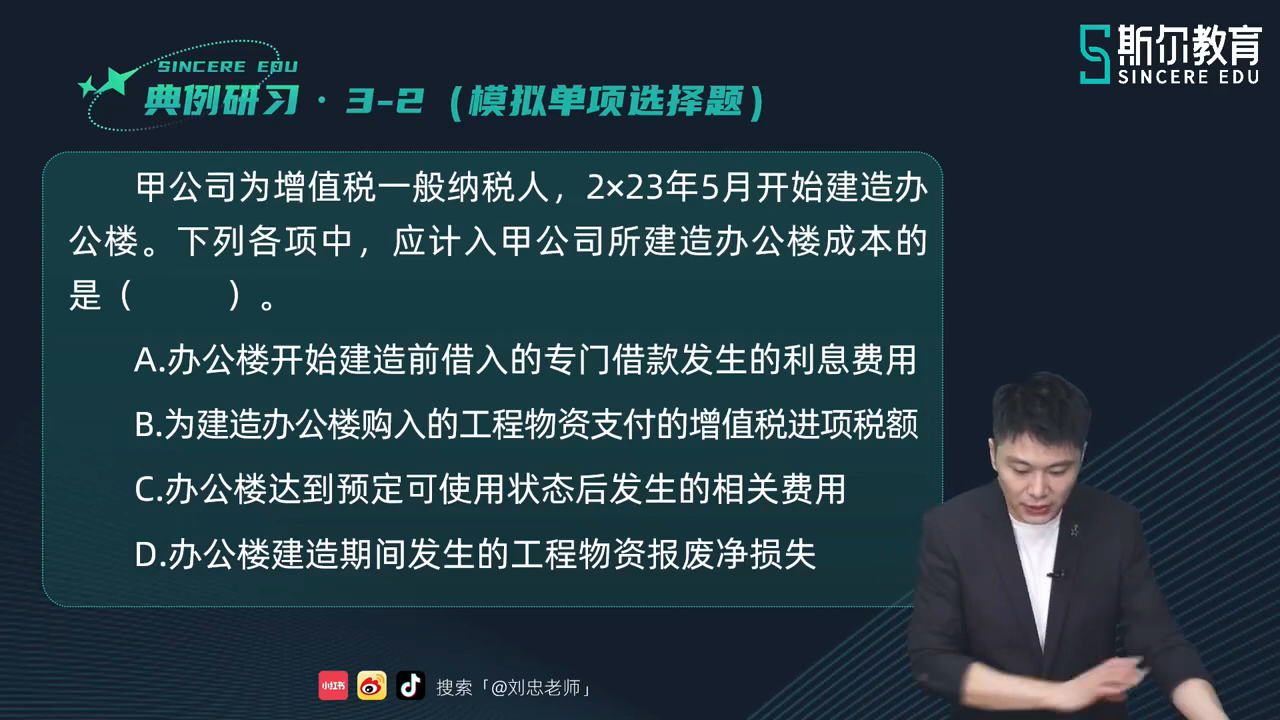 斯尔教育
SINCERE EDU
SINCERE EDU
典例研习·3-2（模拟单项选择题）
甲公司为增值税一般纳税人，2×23年5月开始建造办
公楼。下列各项中，应计入甲公司所建造办公楼成本的
是（　　）。
A.办公楼开始建造前借入的专门借款发生的利息费用
B.为建造办公楼购入的工程物资支付的增值税进项税额
C.办公楼达到预定可使用状态后发生的相关费用
D.办公楼建造期间发生的工程物资报废净损失
小红书
搜索「@刘忠老师」